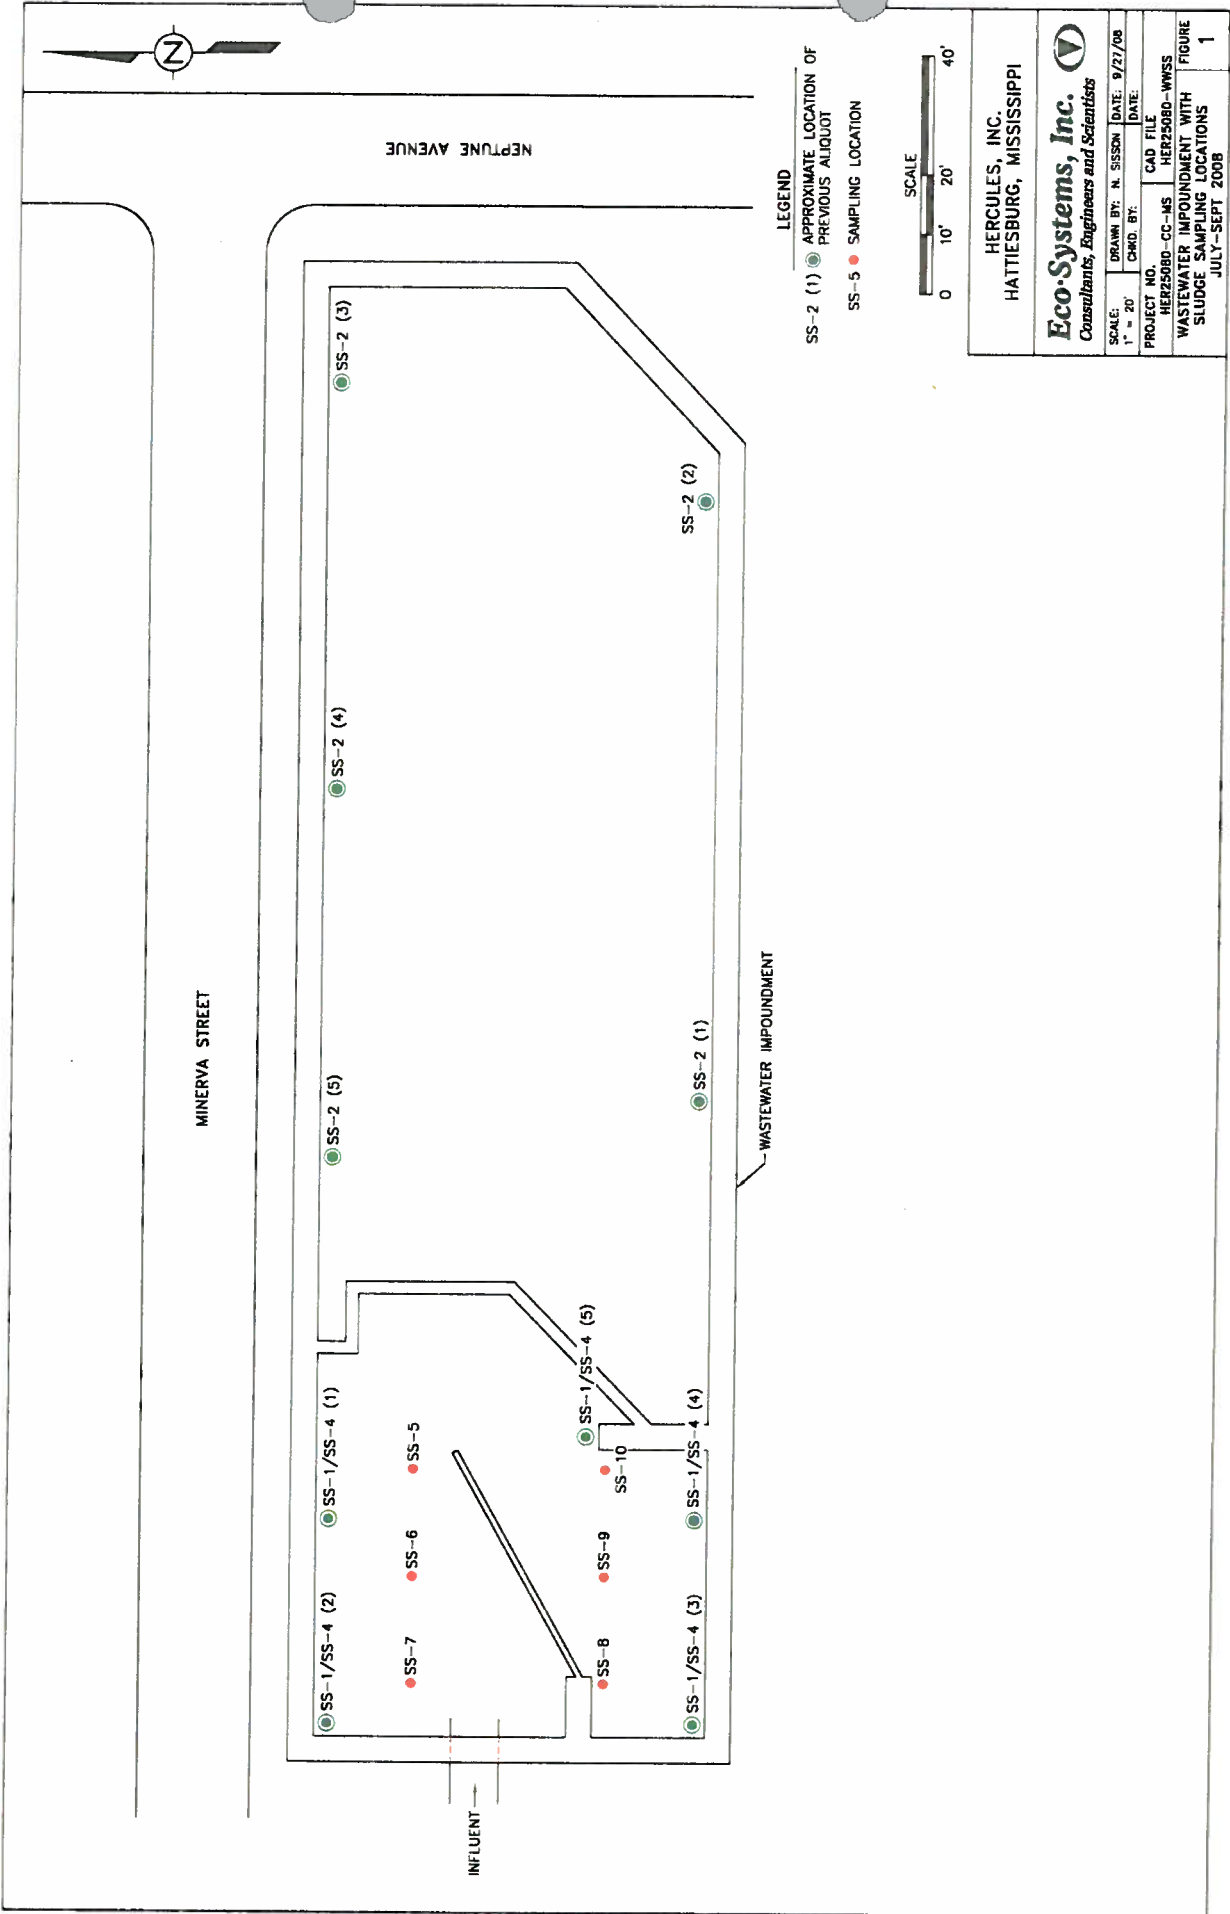 N
MINERVA STREET
NEPTUNE AVENUE
SS-1/SS-4 (2)
SS-1/SS-4 (1)
SS-2 (5)
SS-2 (4)
SS-2 (3)
SS-7
SS-6
SS-5
INFLUENT
SS-8
SS-9
SS-10
SS-1/SS-4 (5)
SS-1/SS-4 (3)
SS-1/SS-4 (4)
SS-2 (1)
SS-2 (2)
WASTEWATER IMPOUNDMENT
LEGEND
SS-2 (1) APPROXIMATE LOCATION OF
PREVIOUS ALIQUOT
SS-5 SAMPLING LOCATION
SCALE
0 10' 20' 40'
HERCULES, INC.
HATTIESBURG, MISSISSIPPI
Eco-Systems, Inc.
Consultants, Engineers and Scientists
SCALE:
1" = 20'
DRAWN BY: N. SISSON DATE: 9/27/08
CHKD. BY: DATE:
PROJECT NO.
HER25080-CC-MS
CAD FILE
HER25080-WWSS
WASTEWATER IMPOUNDMENT WITH
SLUDGE SAMPLING LOCATIONS
JULY-SEPT 2008
FIGURE
1